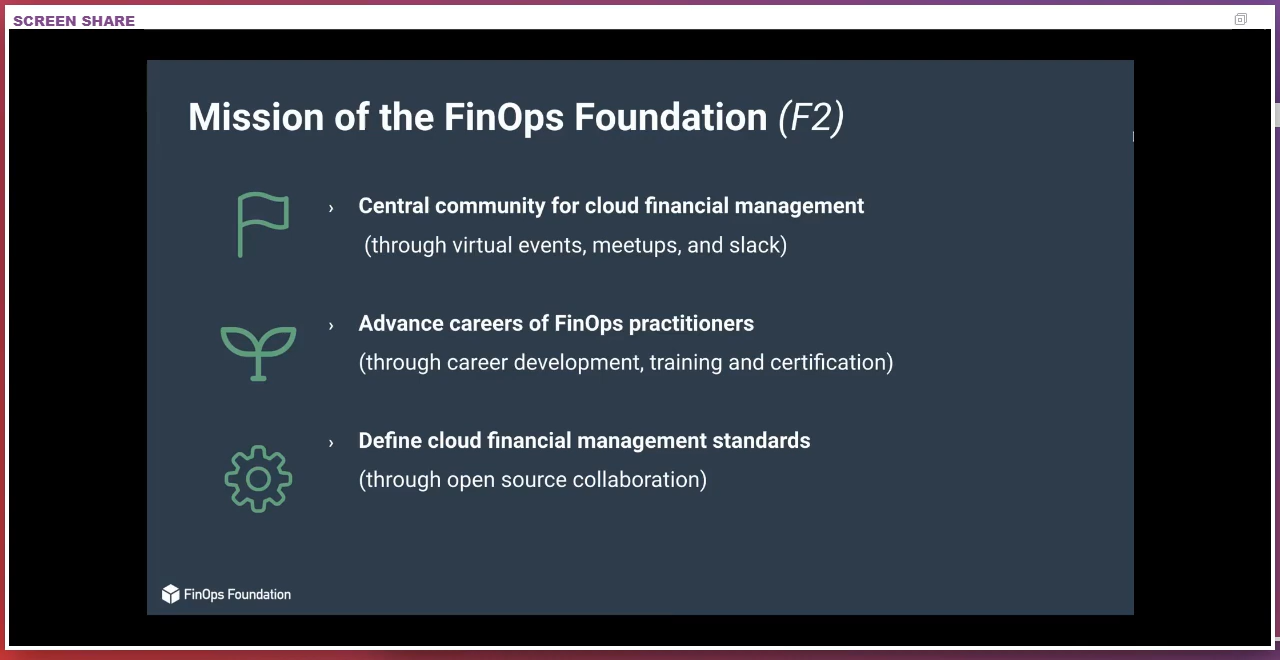 SCREEN SHARE
Mission of the FinOps Foundation (F2)
› Central community for cloud financial management
(through virtual events, meetups, and slack)
› Advance careers of FinOps practitioners
(through career development, training and certification)
› Define cloud financial management standards
(through open source collaboration)
FinOps Foundation